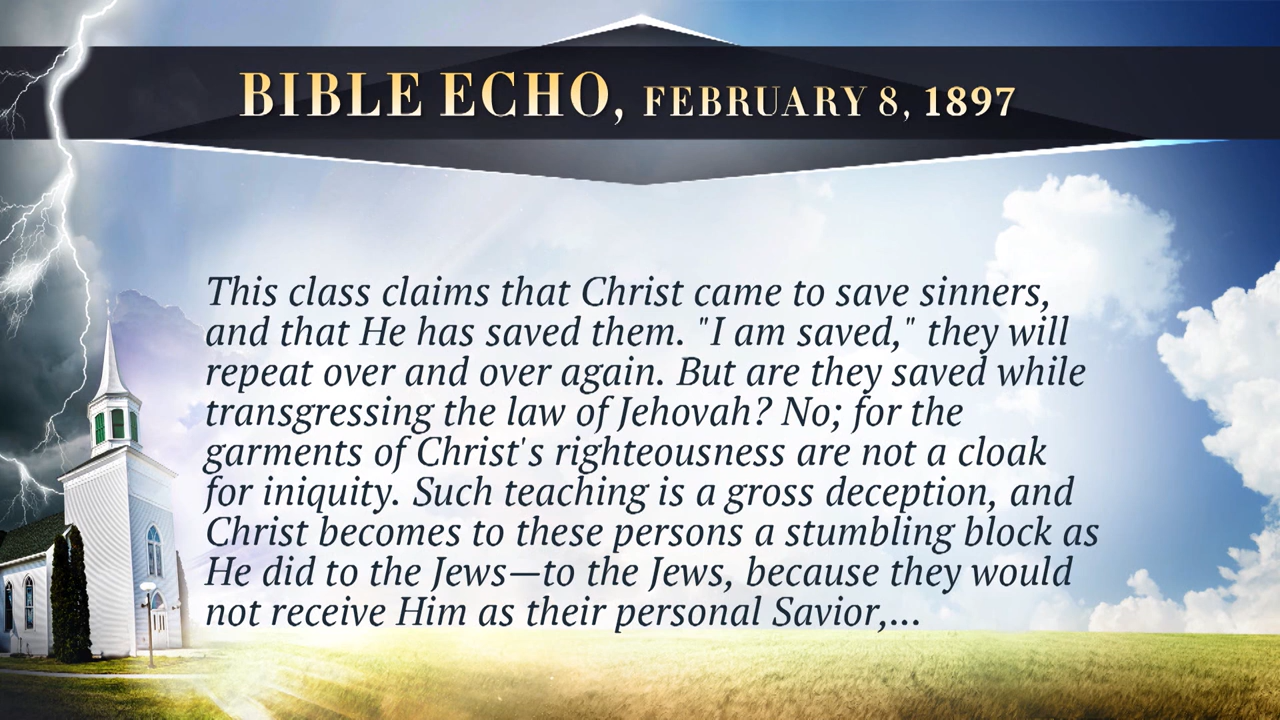 BIBLE ECHO, FEBRUARY 8, 1897
This class claims that Christ came to save sinners,
and that He has saved them. "I am saved," they will
repeat over and over again. But are they saved while
transgressing the law of Jehovah? No; for the
garments of Christ's righteousness are not a cloak
for iniquity. Such teaching is a gross deception, and
Christ becomes to these persons a stumbling block as
He did to the Jews—to the Jews, because they would
not receive Him as their personal Savior,...